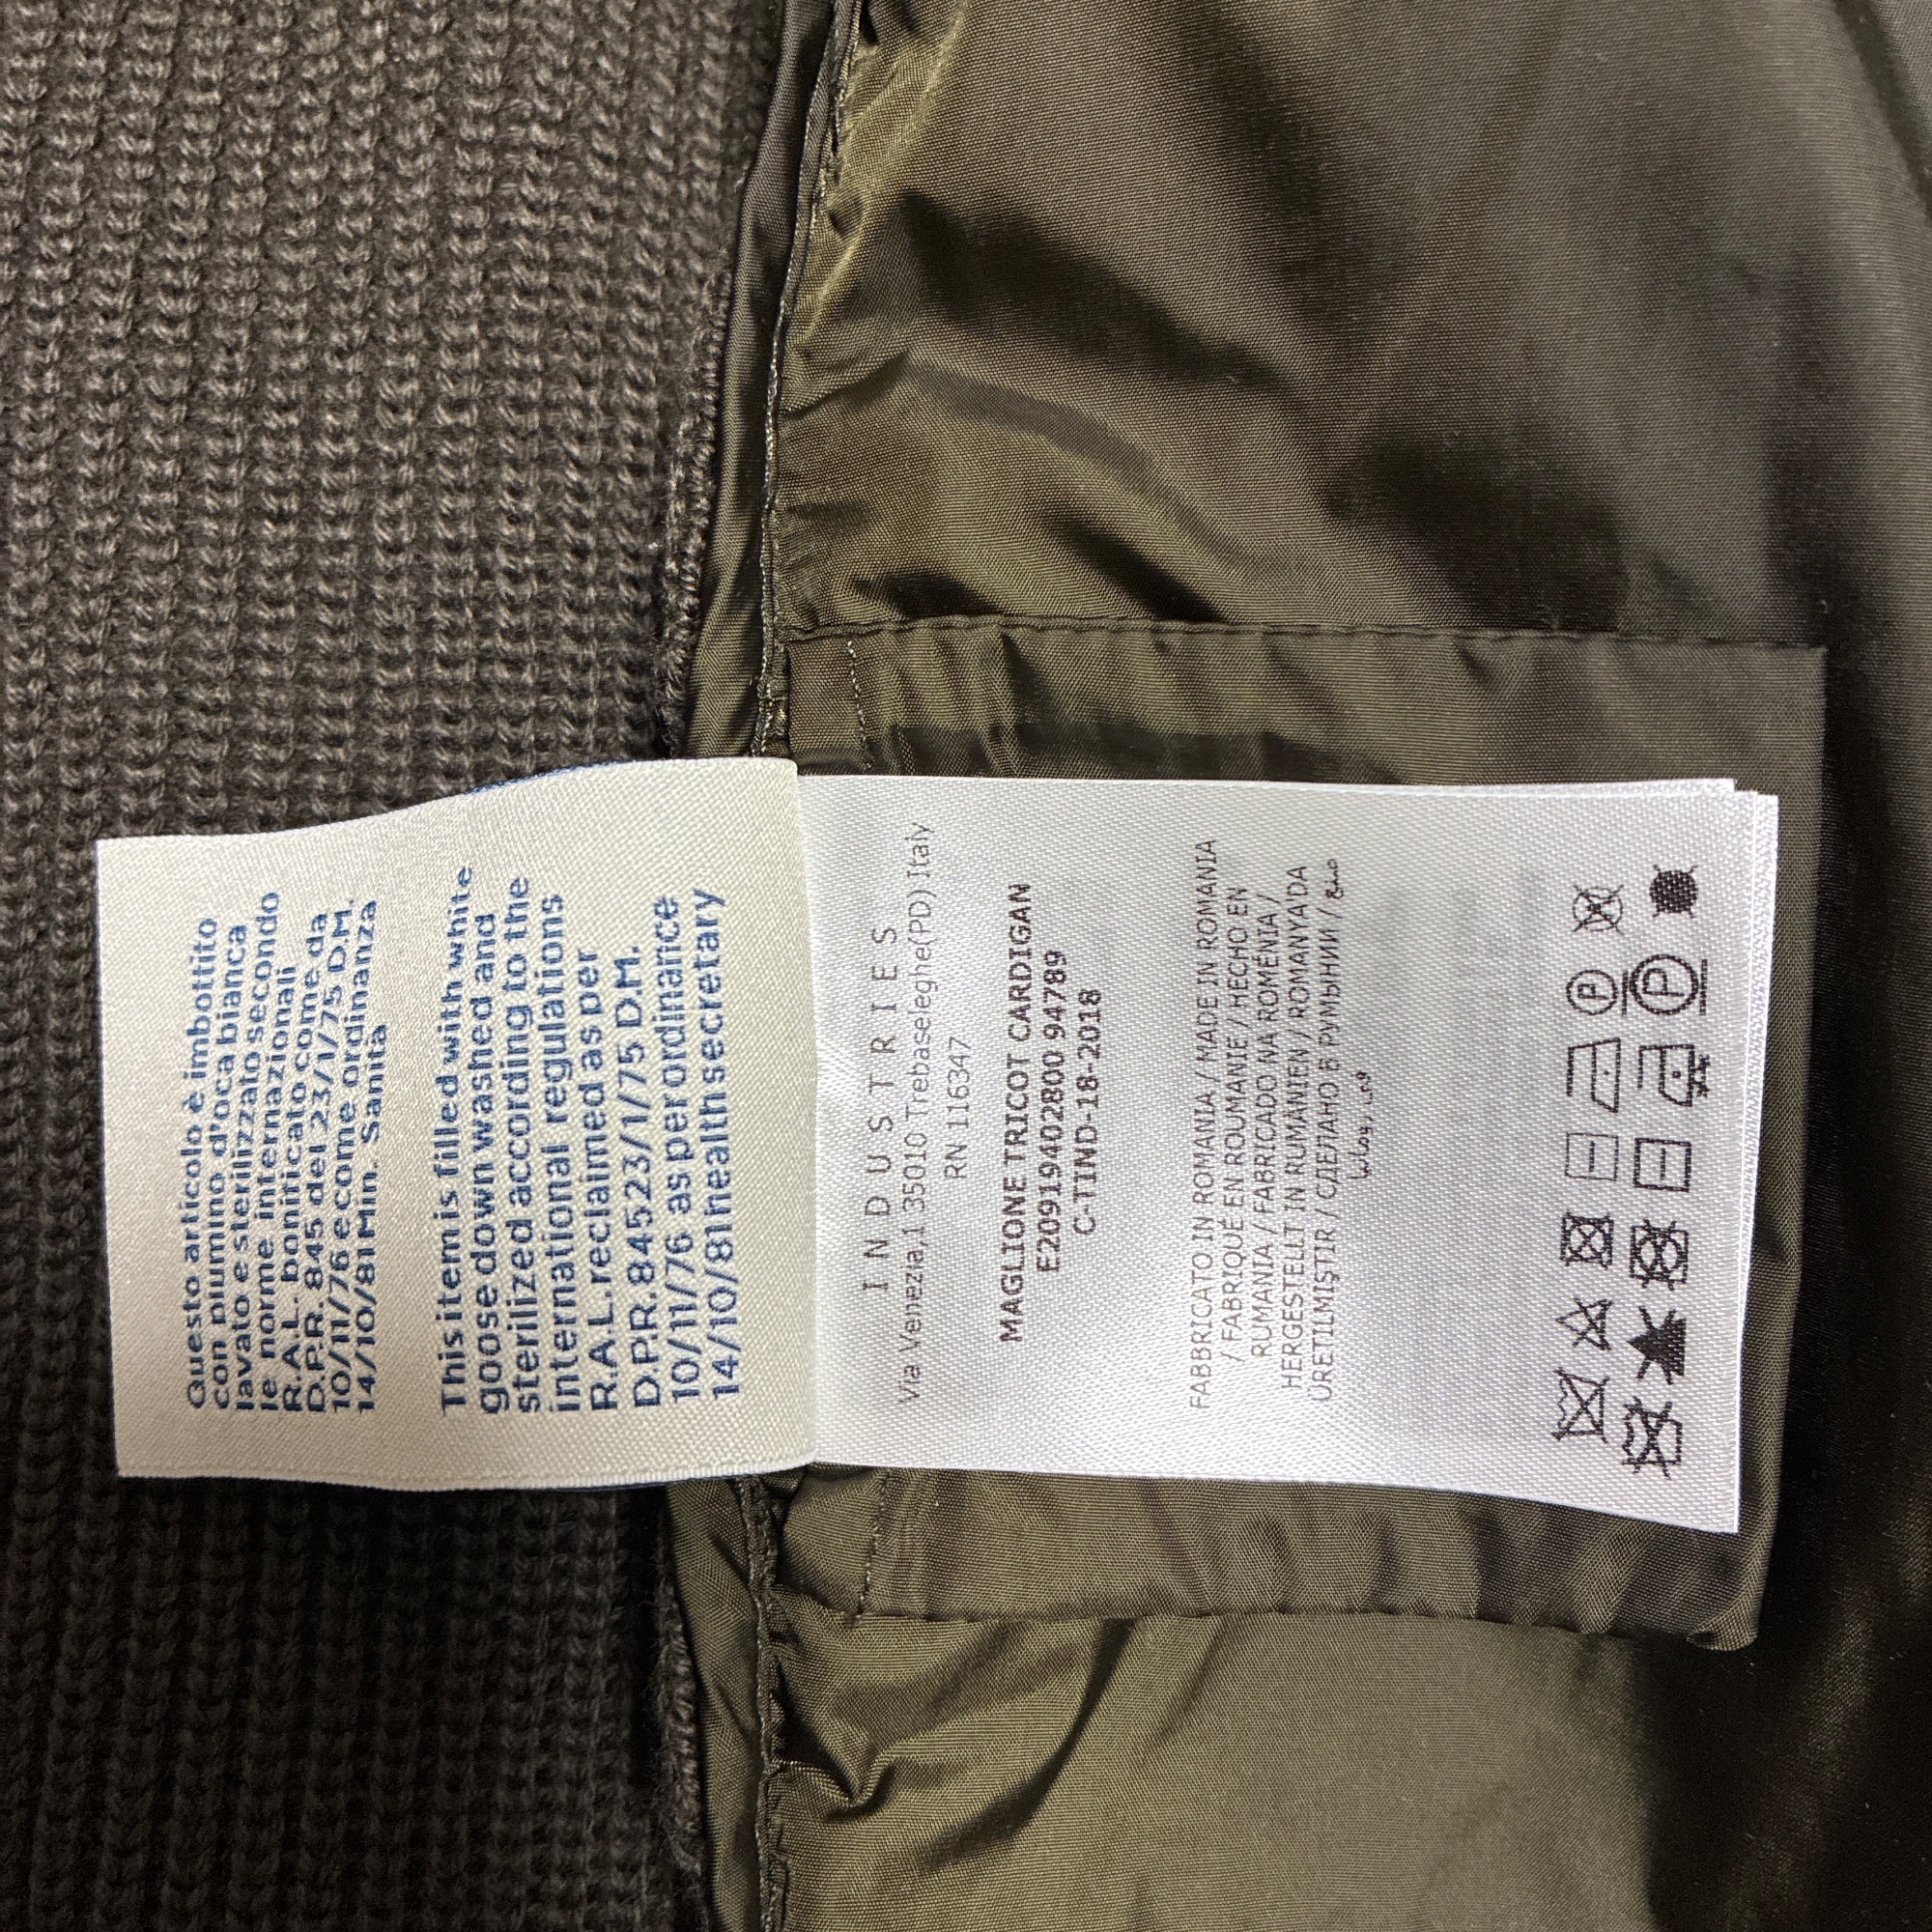 Questo articolo è imbottito
con piumino d'oca bianca
lavato e sterilizzato secondo
le norme internazionali
R.A.L. bonificato come da
D.P.R. 845 del 23/1/75 D.M.
10/11/76 e come ordinanza
14/10/81 Min. Sanità
This item is filled with white
goose down washed and
sterilized according to the
international regulations
R.A.L. reclaimed as per
D.P.R. 84523/1/75 D.M.
10/11/76 as per ordinance
14/10/81 health secretary
INDUSTRIES
Via Venezia,1 35010 Trebaseleghe(PD) Italy
RN 116347
MAGLIONE TRICOT CARDIGAN
E20919402800 94789
C-TIND-18-2018
FABBRICATO IN ROMANIA / MADE IN ROMANIA
/ FABRIQUÉ EN ROUMANIE / HECHO EN
RUMANIA / FABRICADO NA ROMÉNIA /
HERGESTELLT IN RUMÄNIEN / ROMANYA'DA
ÜRETILMIŞTIR / СДЕЛАНО В РУМЫНИИ /
P
P